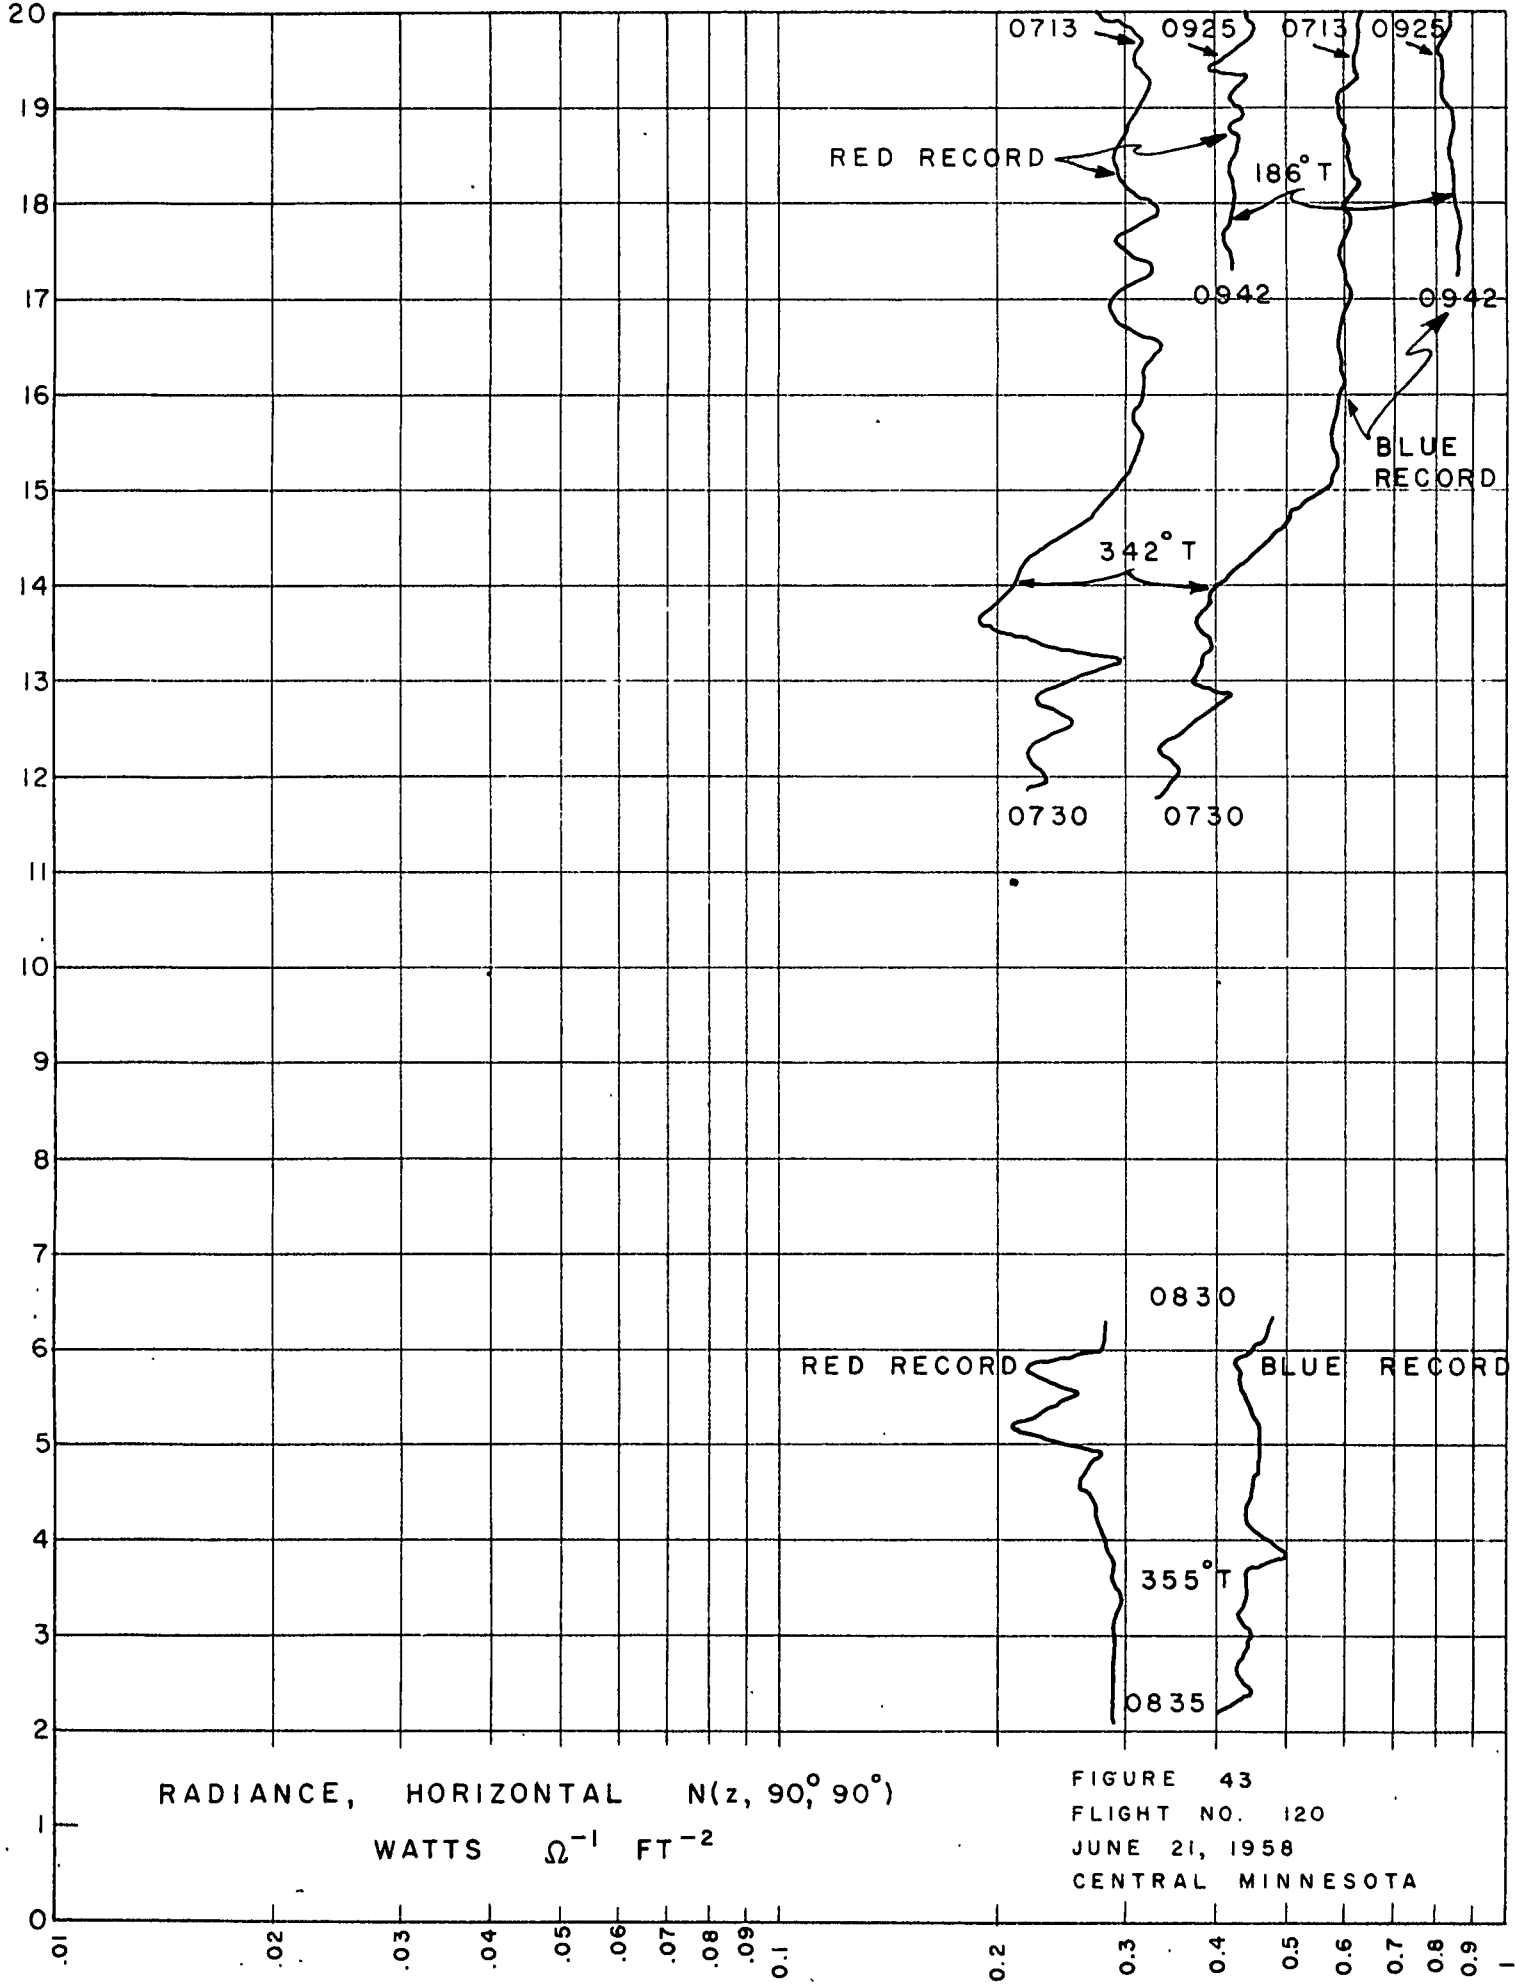 20
0713 0925 0713 0925
19
RED RECORD
186° T
18
17
0942 0942
16
BLUE
RECORD
15
342° T
14
13
12
0730 0730
11
10
9
8
7
0830
6
RED RECORD BLUE RECORD
5
4
355° T
3
0835
2
RADIANCE, HORIZONTAL N(z, 90°, 90°)
WATTS Ω⁻¹ FT⁻²
1
FIGURE 43
FLIGHT NO. 120
JUNE 21, 1958
CENTRAL MINNESOTA
0
.01 .02 .03 .04 .05 .06 .07 .08 .09 0.1 0.2 0.3 0.4 0.5 0.6 0.7 0.8 0.9 1